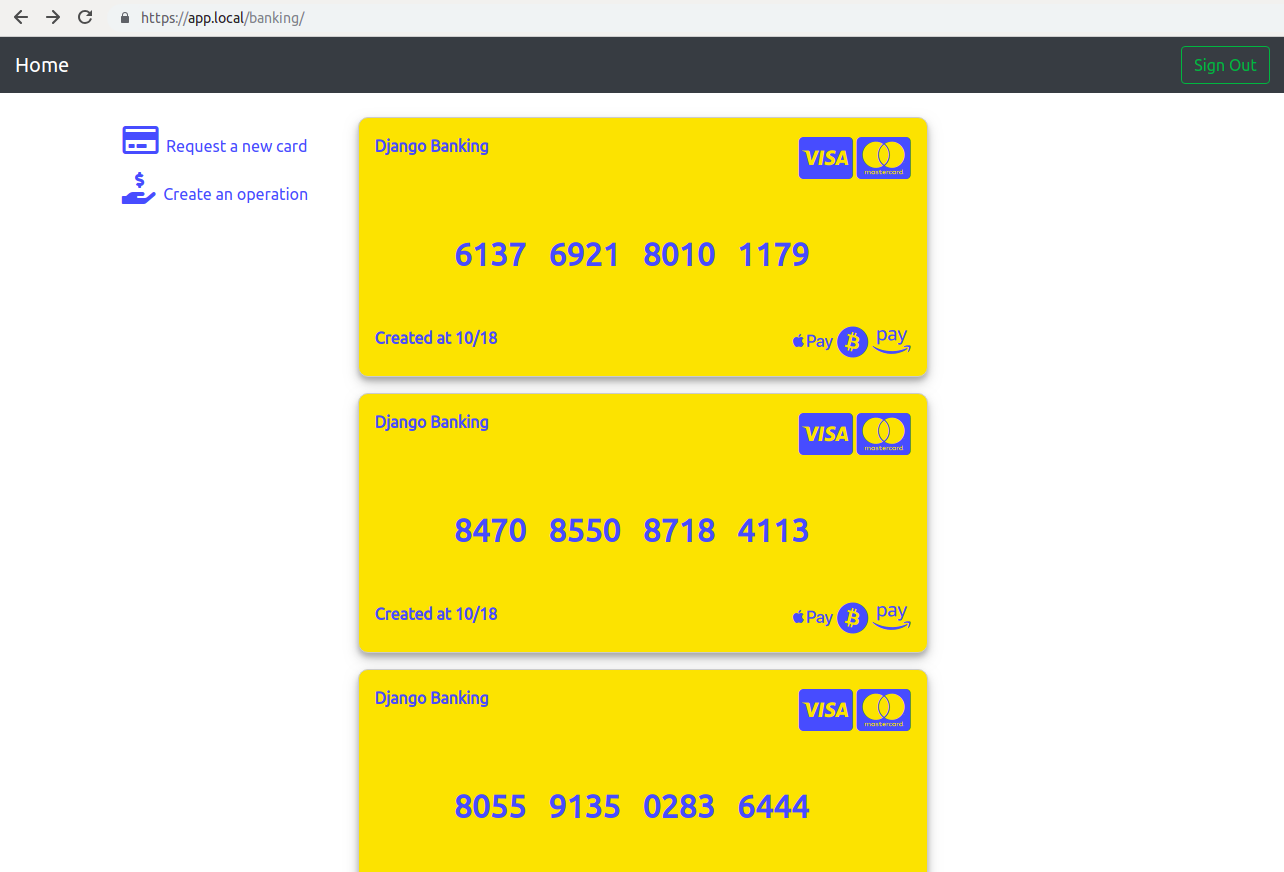 https://app.local/banking/
Home
Sign Out
Request a new card
Create an operation
Django Banking
VISA
mastercard
6137 6921 8010 1179
Created at 10/18
Pay
pay
Django Banking
VISA
mastercard
8470 8550 8718 4113
Created at 10/18
Pay
pay
Django Banking
VISA
mastercard
8055 9135 0283 6444